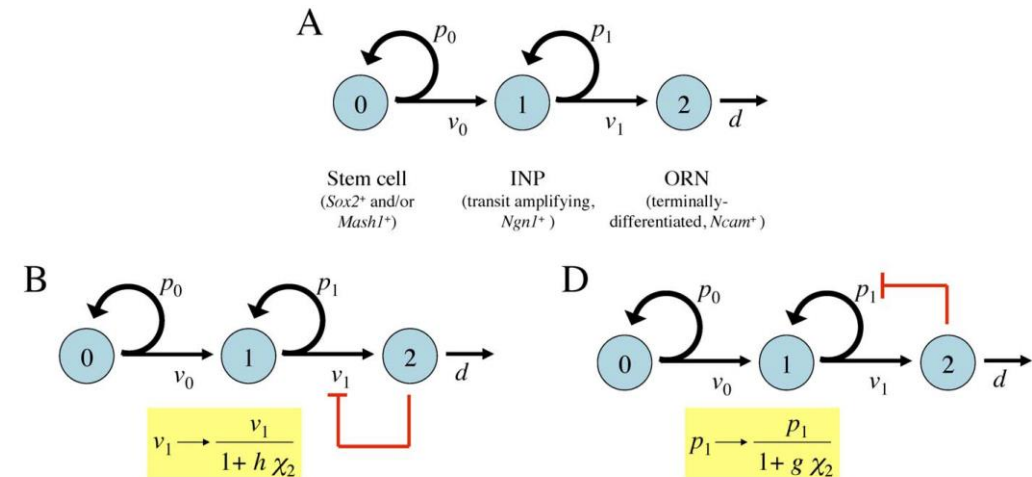 A
p₀ p₁
0 1 2
v₀ v₁ d
Stem cell INP ORN
(Sox2⁺ and/or (transit amplifying, (terminally-
Mash1⁺) Ngn1⁺ ) differentiated, Ncam⁺ )
B
p₀ p₁
0 1 2
v₀ v₁ d
v₁ → v₁ / 1+ h χ₂
D
p₀ p₁
0 1 2
v₀ v₁ d
p₁ → p₁ / 1+ g χ₂